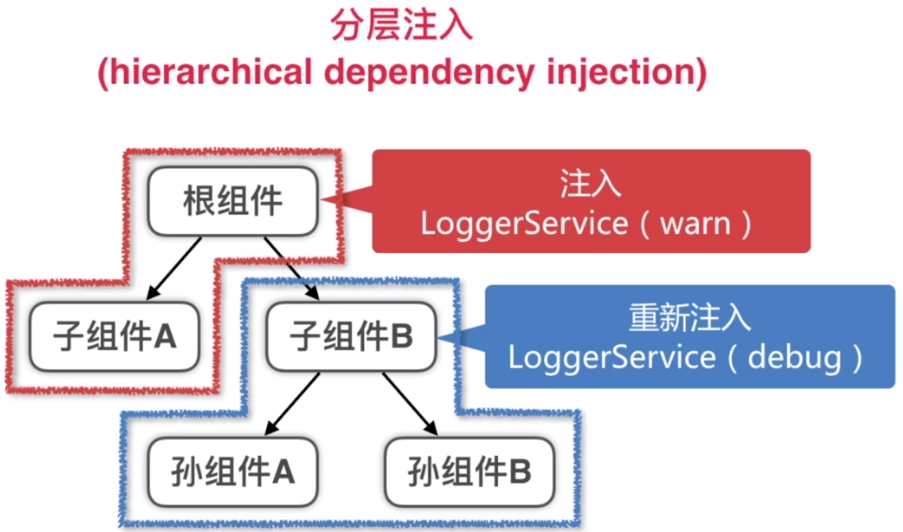 分层注入
(hierarchical dependency injection)
根组件
注入
LoggerService（warn）
子组件A
子组件B
重新注入
LoggerService（debug）
孙组件A
孙组件B